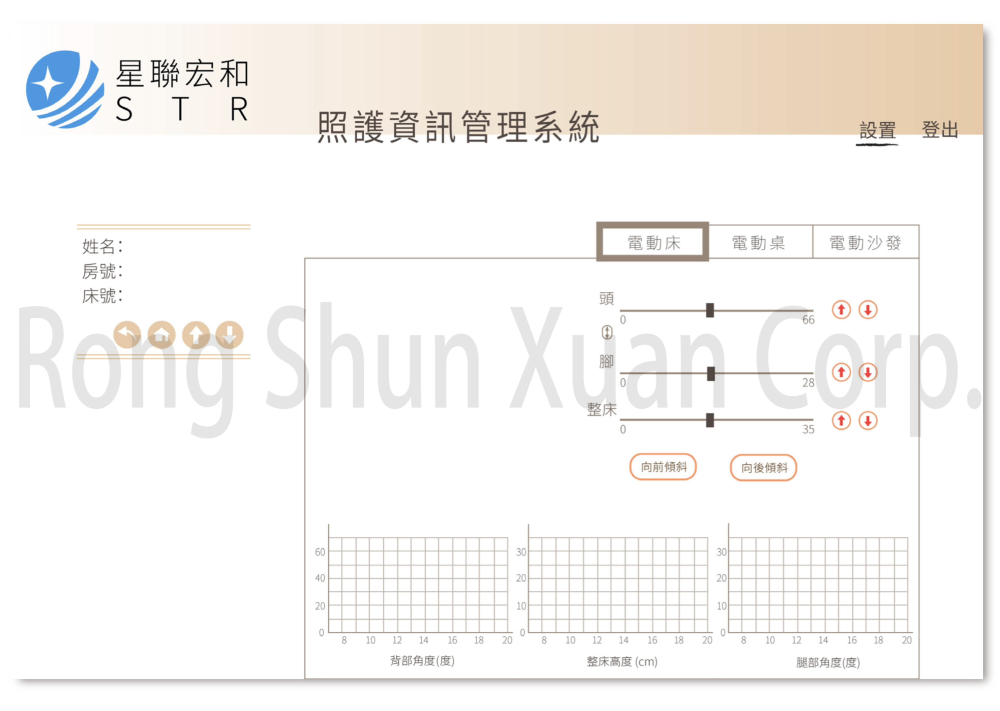 星聯宏和
STR
照護資訊管理系統
設置 登出
姓名：
房號：
床號：
電動床 電動桌 電動沙發
頭
0 66
腳
0 28
整床
0 35
向前傾斜 向後傾斜
Rong Shun Xuan Corp.
60
40
20
0
8 10 12 14 16 18 20
背部角度(度)
30
20
10
0
8 10 12 14 16 18 20
整床高度 (cm)
30
20
10
0
8 10 12 14 16 18 20
腿部角度(度)